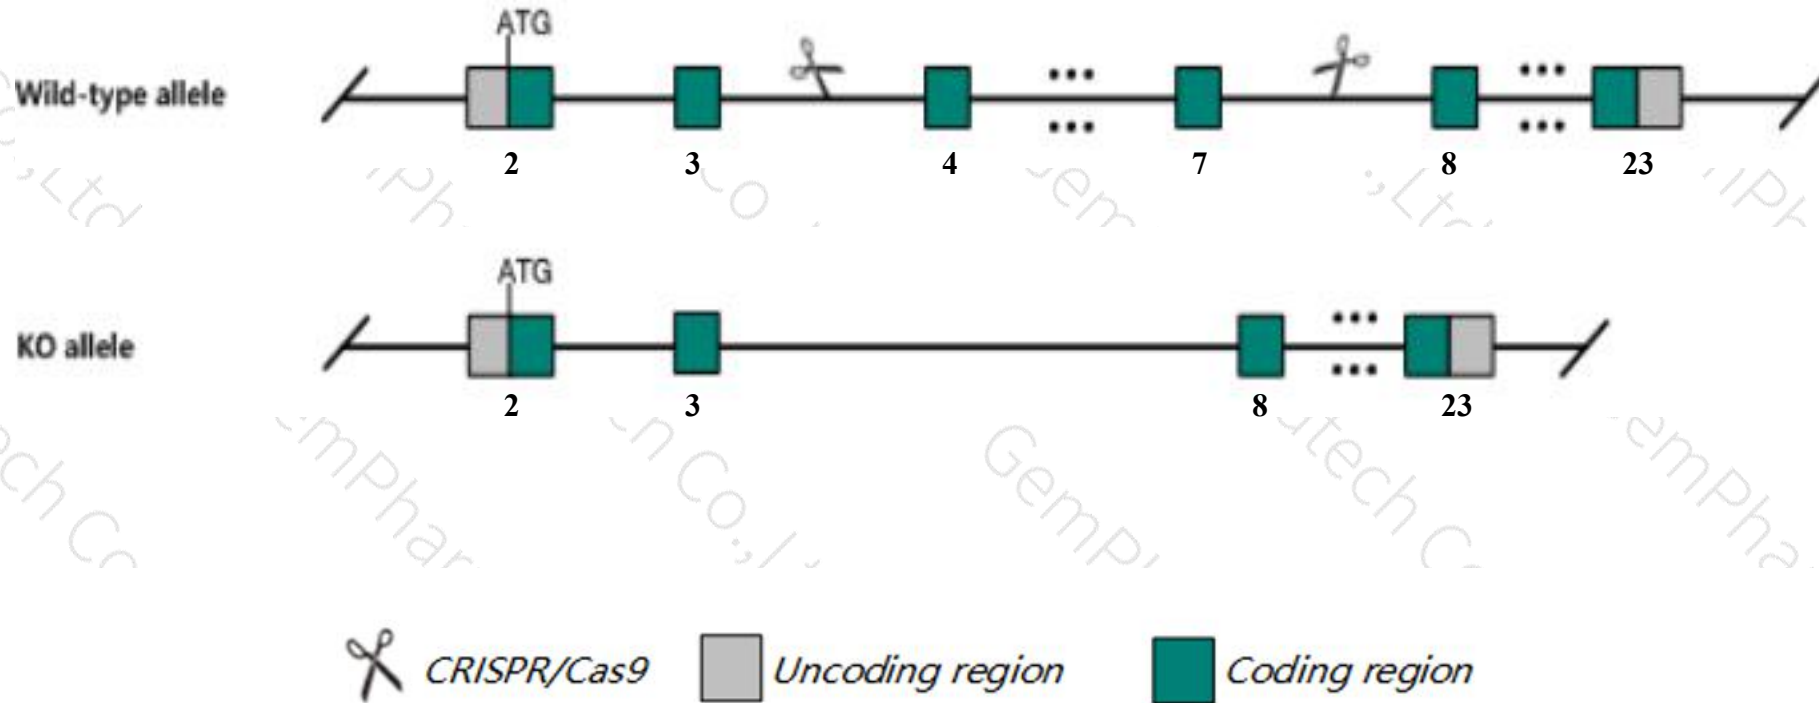 ATG
Wild-type allele
2 3 4 7 8 23
ATG
KO allele
2 3 8 23
CRISPR/Cas9 Uncoding region Coding region